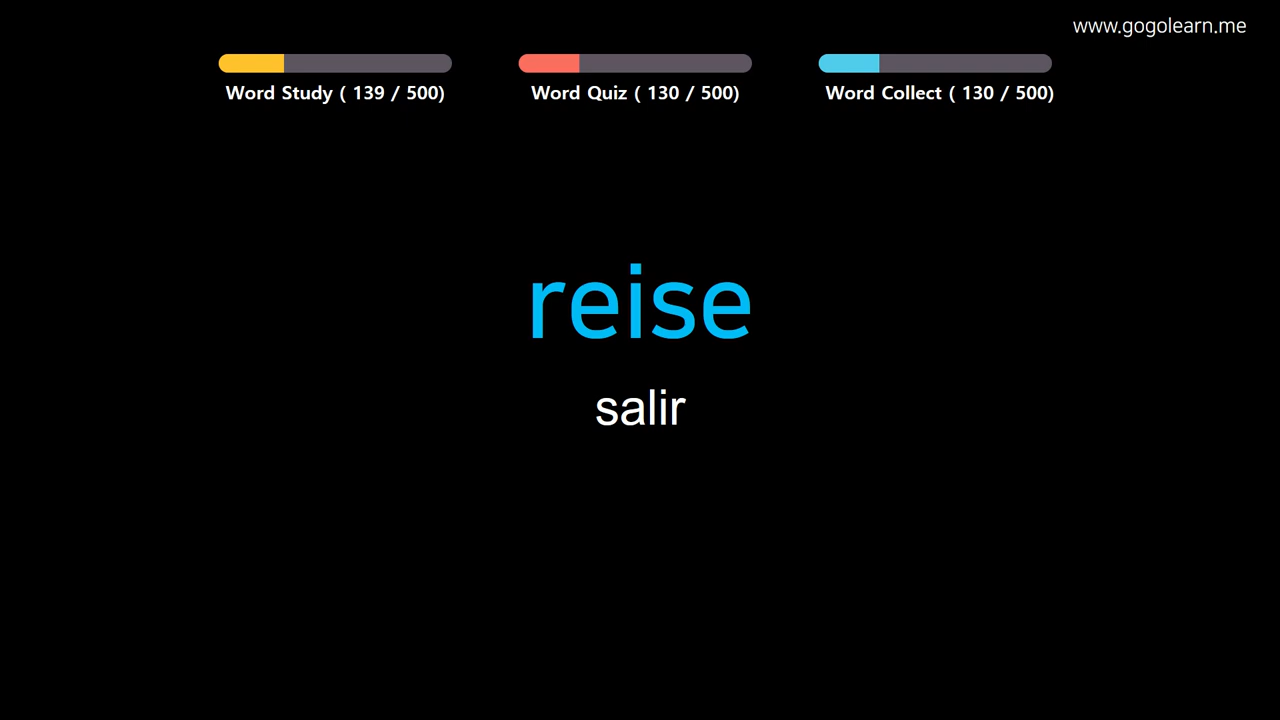 www.gogolearn.me
Word Study ( 139 / 500)
Word Quiz ( 130 / 500)
Word Collect ( 130 / 500)
reise
salir